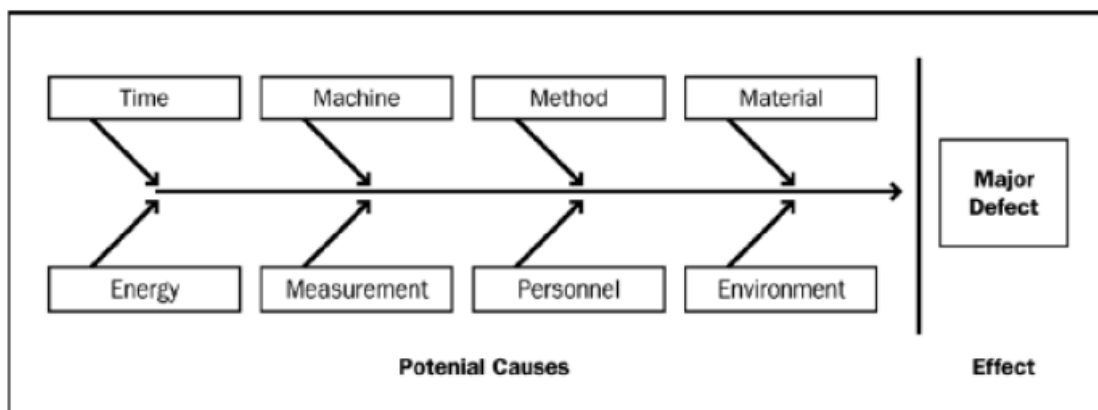 Time
Machine
Method
Material
Major
Defect
Energy
Measurement
Personnel
Environment
Potenial Causes
Effect